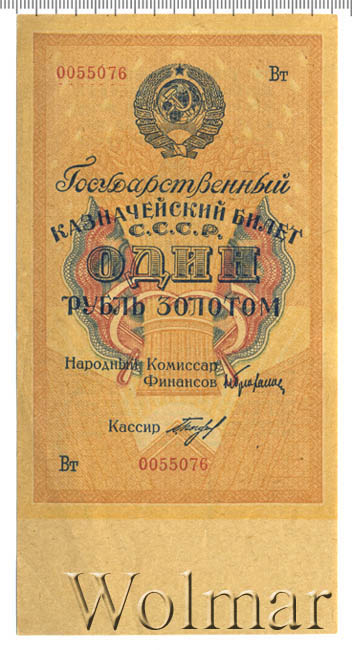 0055076 Вт
Государственный
КАЗНАЧЕЙСКИЙ БИЛЕТ
С.С.С.Р.
ОДИН
РУБЛЬ ЗОЛОТОМ
Народный Комиссар
Финансов
Кассир
Вт 0055076
Wolmar